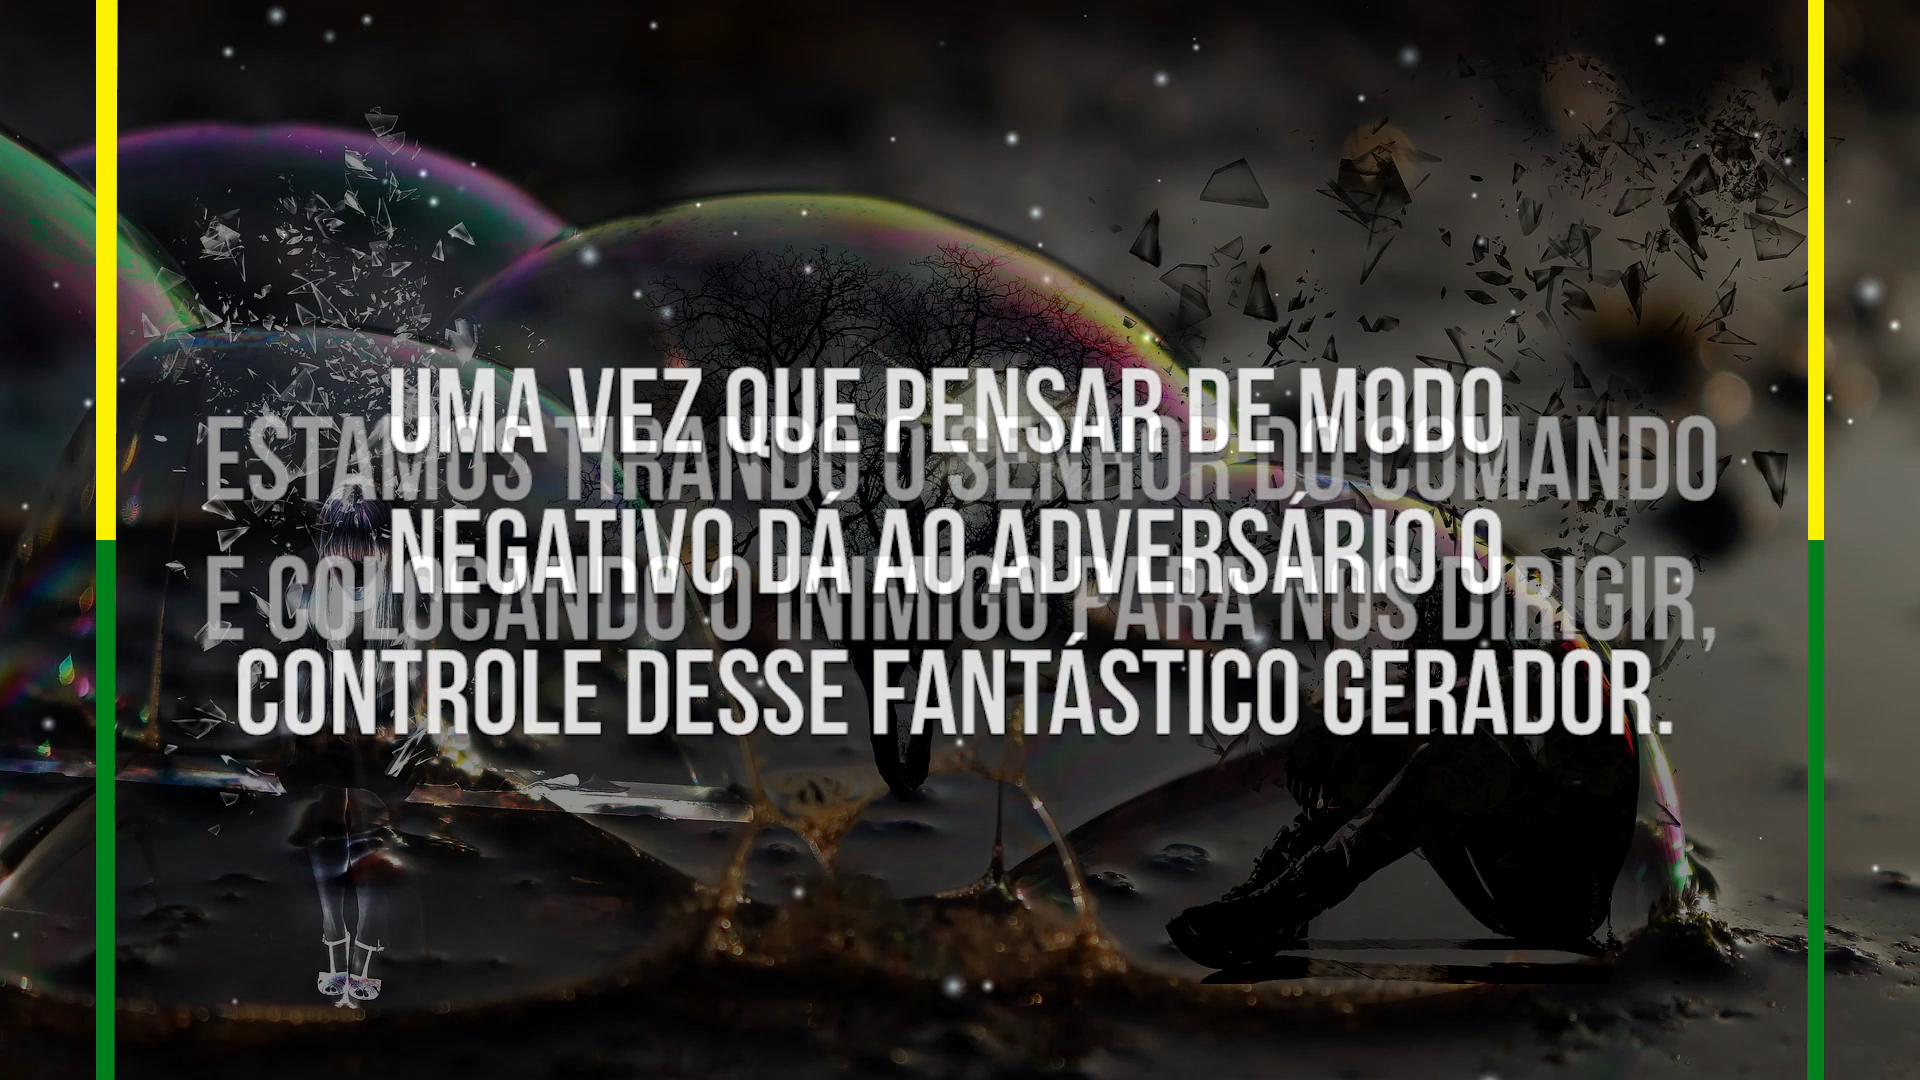 UMA VEZ QUE PENSAR DE MODO
NEGATIVO DÁ AO ADVERSÁRIO O
CONTROLE DESSE FANTÁSTICO GERADOR.
ESTAMOS TIRANDO O SENHOR DO COMANDO
E COLOCANDO O INIMIGO PARA NOS DIRIGIR,